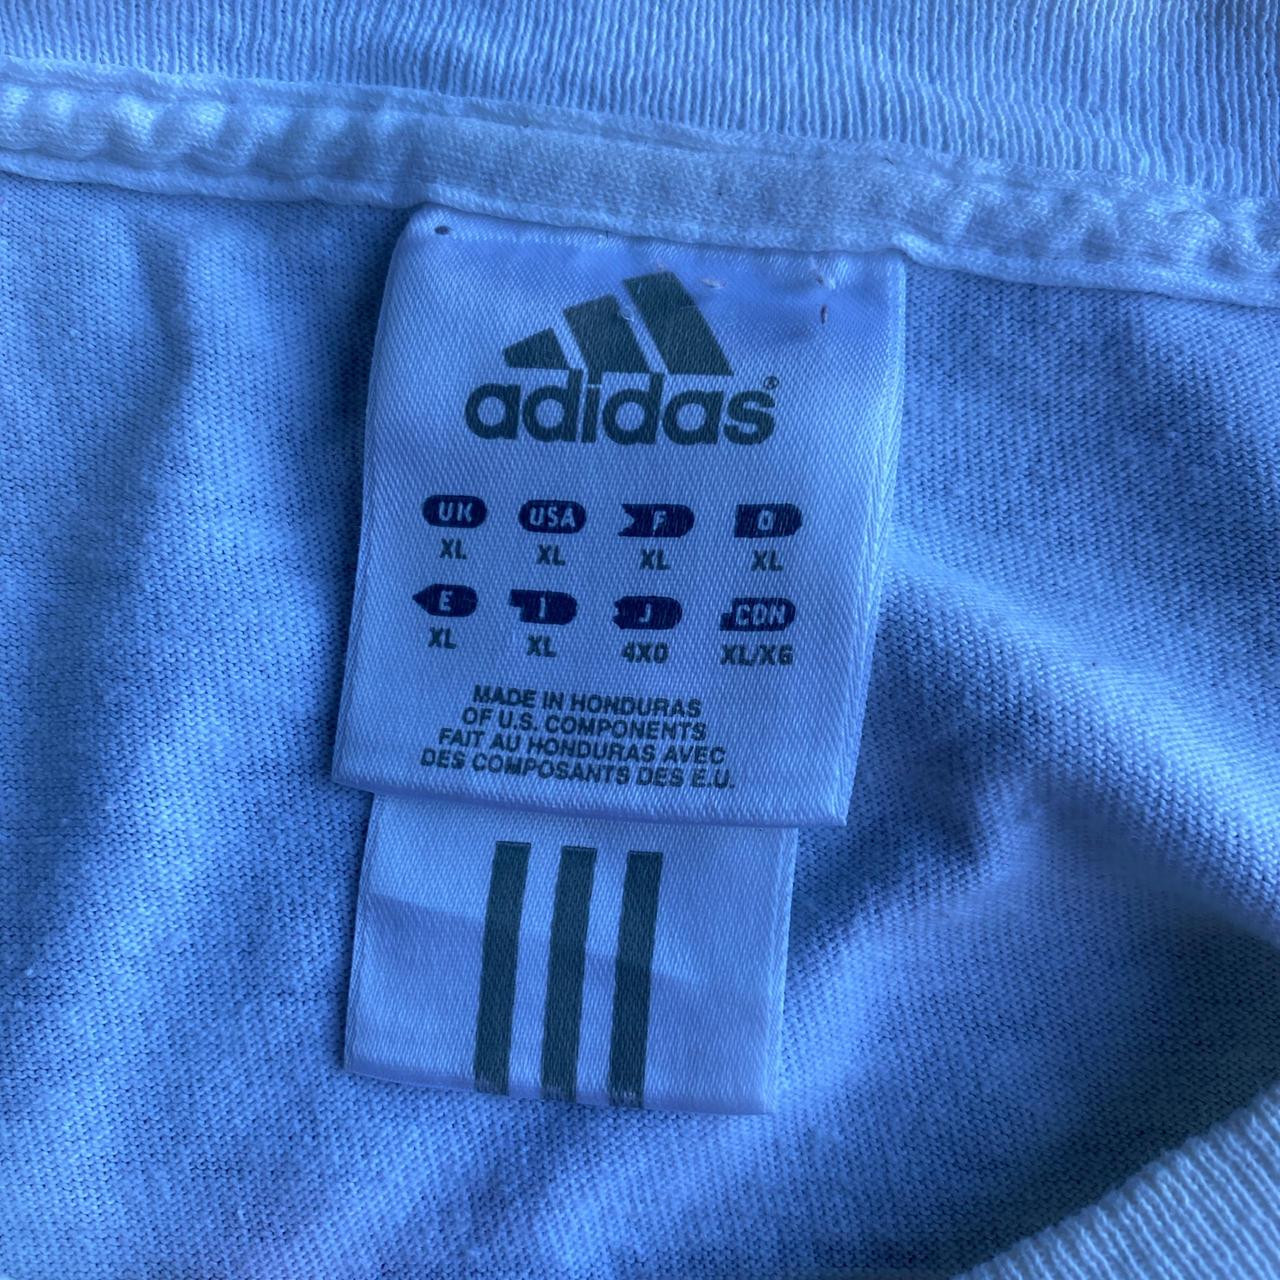 adidas®
UK USA F D
XL XL XL XL
E I J CDN
XL XL 4XO XL/XG
MADE IN HONDURAS
OF U.S. COMPONENTS
FAIT AU HONDURAS AVEC
DES COMPOSANTS DES E.U.